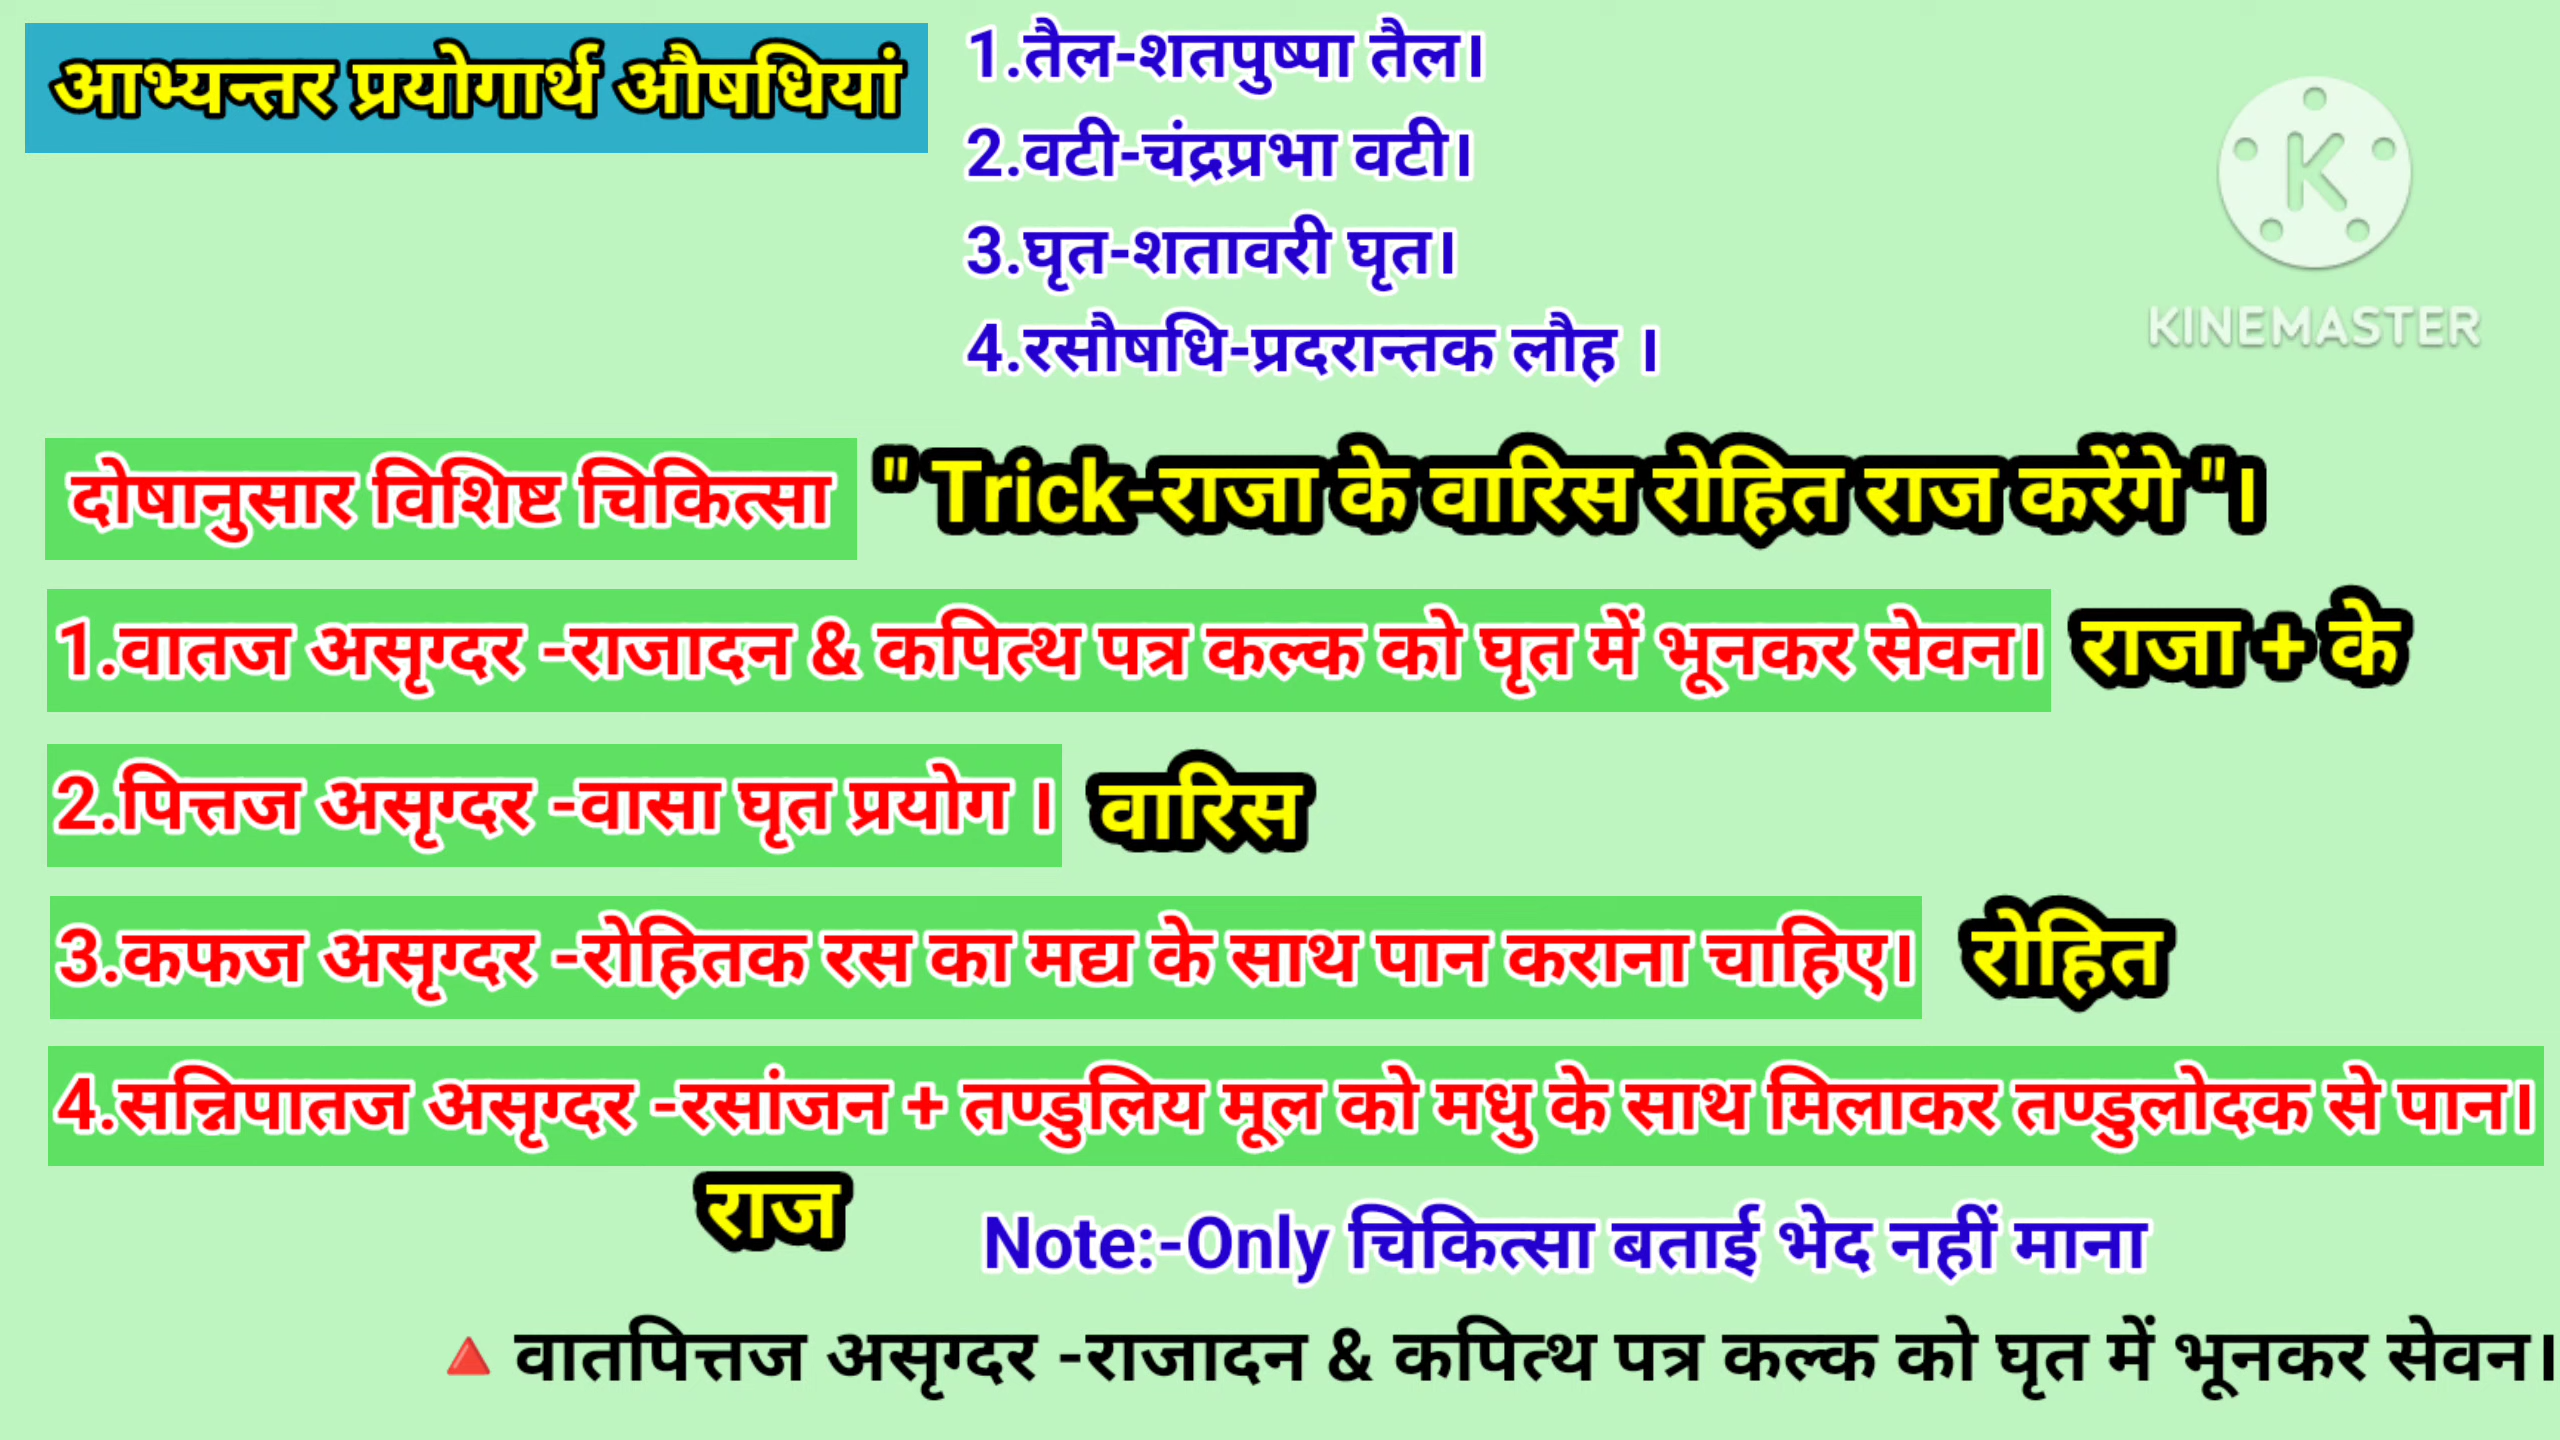 आभ्यन्तर प्रयोगार्थ औषधियां
1.तैल-शतपुष्पा तैल।
2.वटी-चंद्रप्रभा वटी।
3.घृत-शतावरी घृत।
4.रसौषधि-प्रदरान्तक लौह ।
KINEMASTER
दोषानुसार विशिष्ट चिकित्सा " Trick-राजा के वारिस रोहित राज करेंगे "।
1.वातज असृग्दर -राजादन & कपित्थ पत्र कल्क को घृत में भूनकर सेवन। राजा + के
2.पित्तज असृग्दर -वासा घृत प्रयोग । वारिस
3.कफज असृग्दर -रोहितक रस का मद्य के साथ पान कराना चाहिए। रोहित
4.सन्निपातज असृग्दर -रसांजन + तण्डुलिय मूल को मधु के साथ मिलाकर तण्डुलोदक से पान।
राज
Note:-Only चिकित्सा बताई भेद नहीं माना
🔺वातपित्तज असृग्दर -राजादन & कपित्थ पत्र कल्क को घृत में भूनकर सेवन।